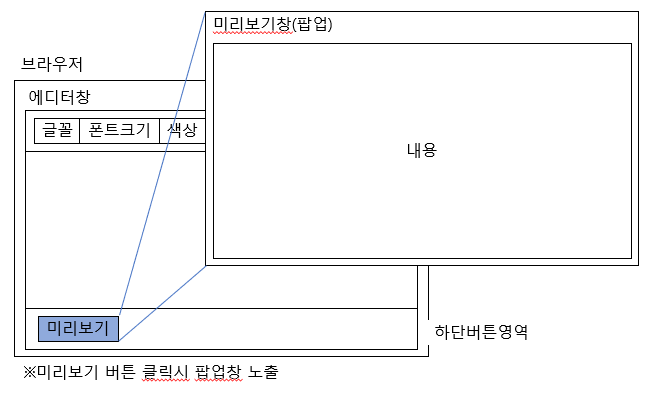 미리보기창(팝업)
브라우저
에디터창
글꼴 폰트크기 색상
내용
미리보기
하단버튼영역
※미리보기 버튼 클릭시 팝업창 노출